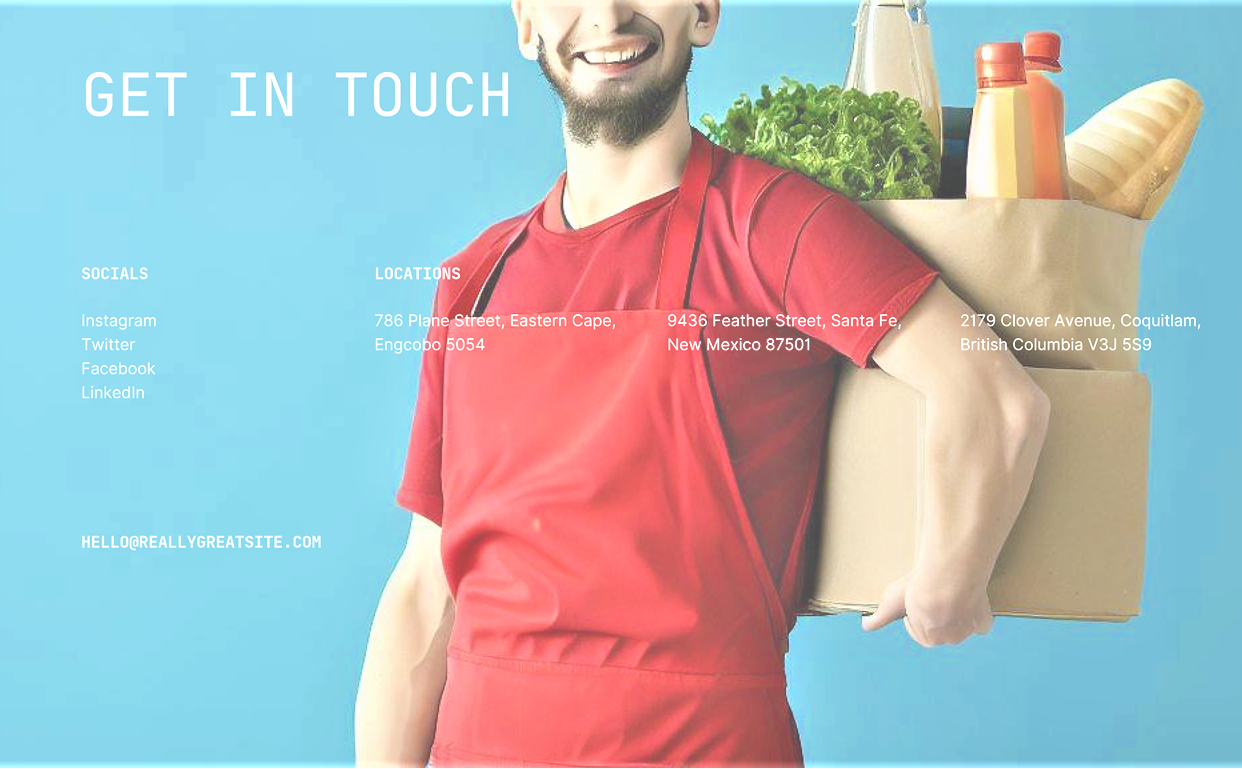 GET IN TOUCH
SOCIALS
Instagram
Twitter
Facebook
LinkedIn
LOCATIONS
786 Plane Street, Eastern Cape,
Engcobo 5054
9436 Feather Street, Santa Fe,
New Mexico 87501
2179 Clover Avenue, Coquitlam,
British Columbia V3J 5S9
HELLO@REALLYGREATSITE.COM